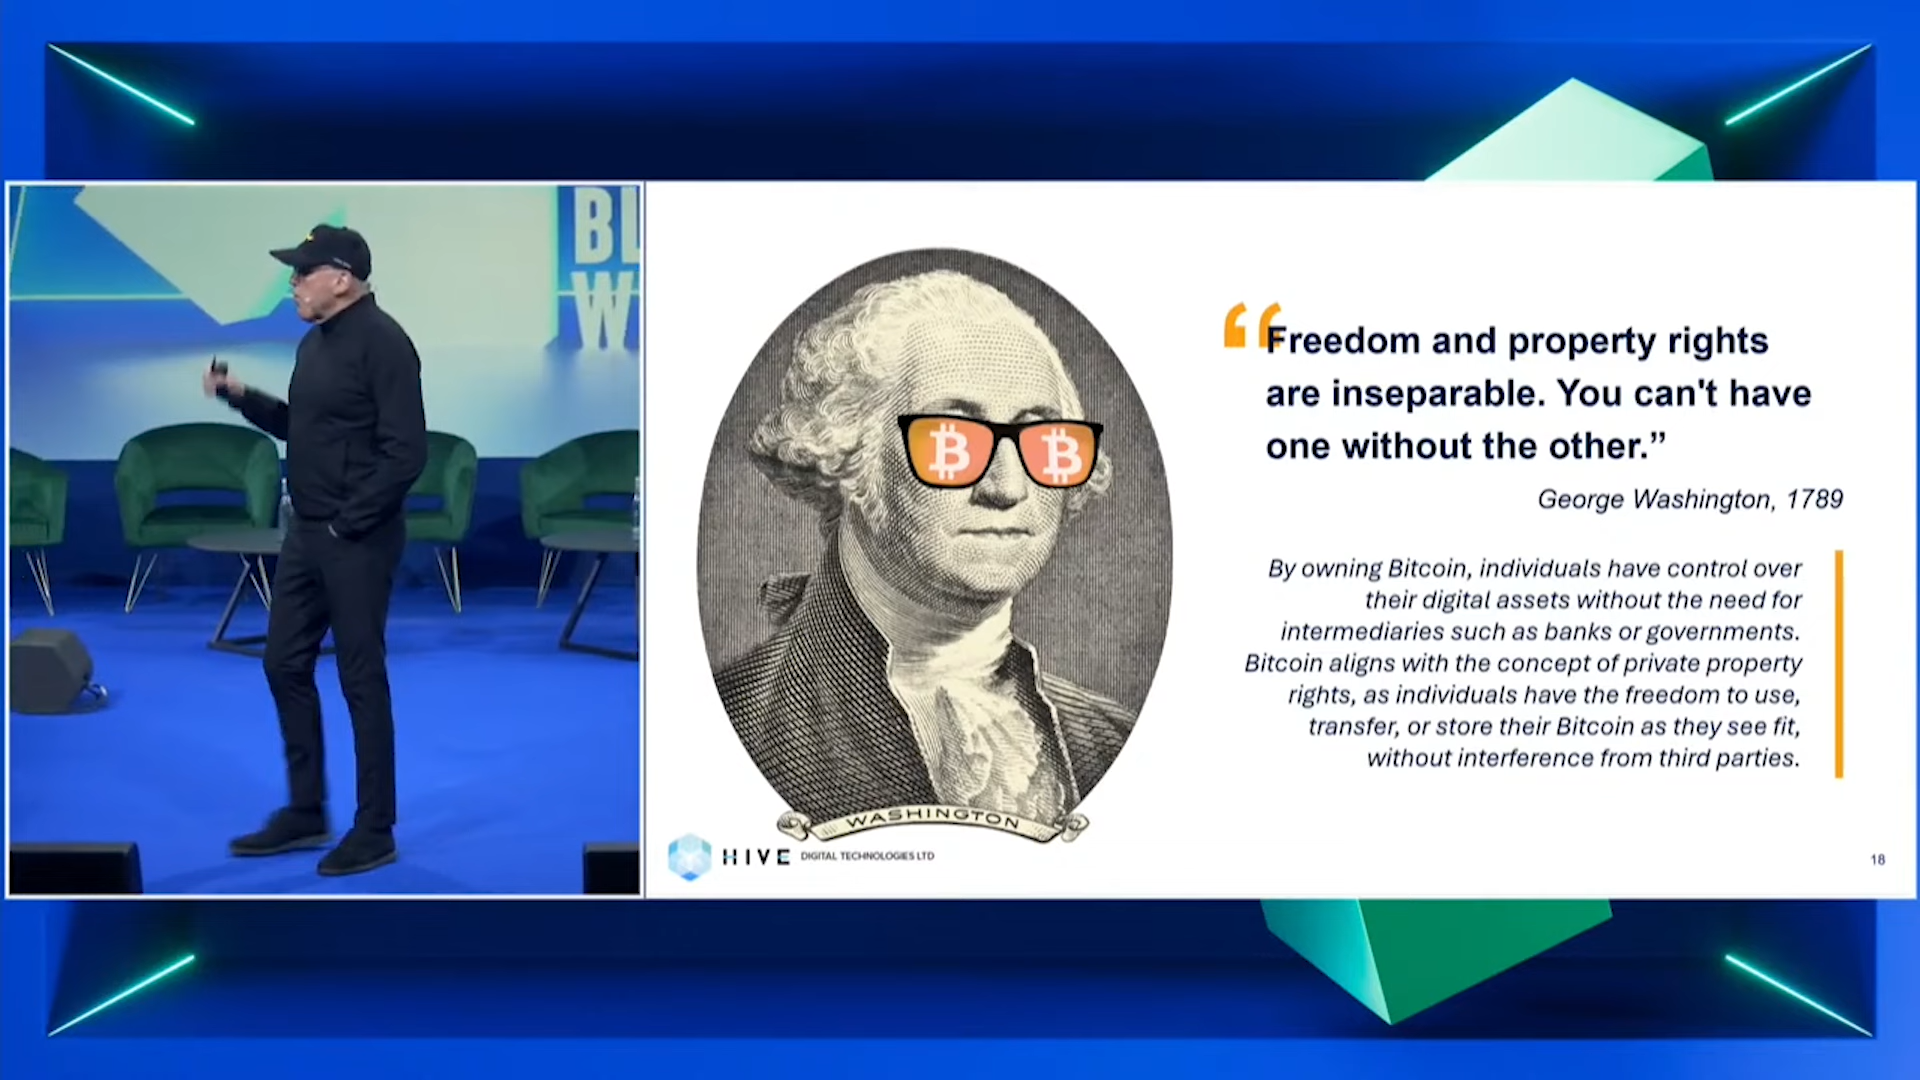 BL
W
“Freedom and property rights
are inseparable. You can't have
one without the other.”
George Washington, 1789
By owning Bitcoin, individuals have control over
their digital assets without the need for
intermediaries such as banks or governments.
Bitcoin aligns with the concept of private property
rights, as individuals have the freedom to use,
transfer, or store their Bitcoin as they see fit,
without interference from third parties.
WASHINGTON
HIVE DIGITAL TECHNOLOGIES LTD
18